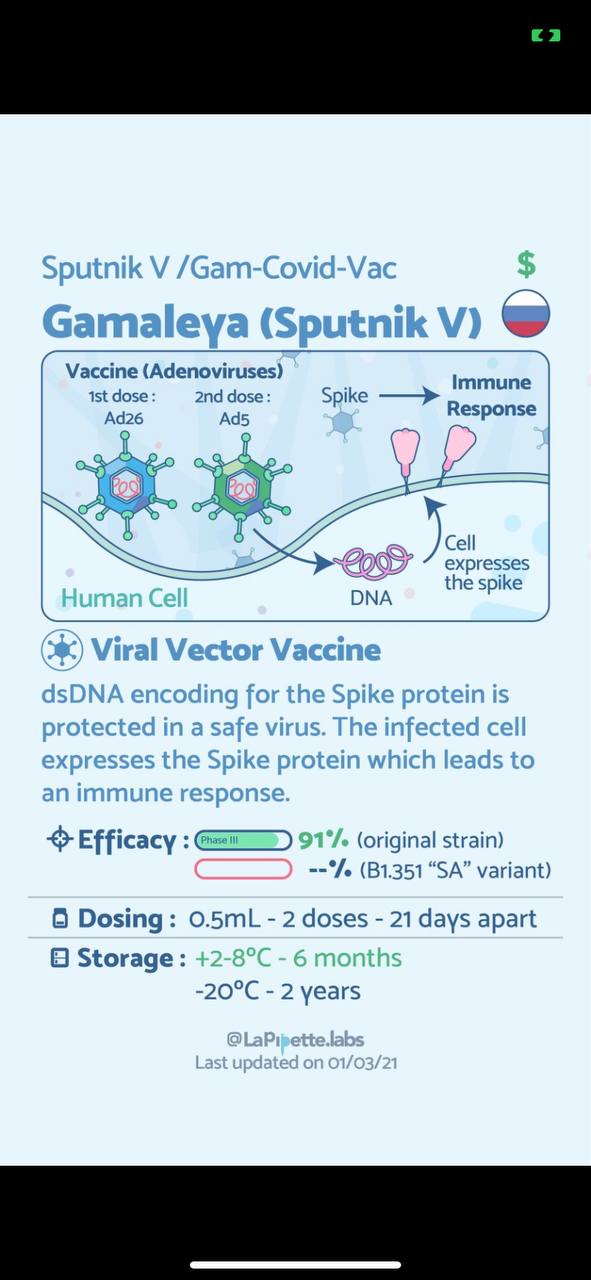 Sputnik V /Gam-Covid-Vac
$
Gamaleya (Sputnik V)
Vaccine (Adenoviruses)
1st dose :
Ad26
2nd dose :
Ad5
Spike
Immune
Response
Cell
expresses
the spike
DNA
Human Cell
Viral Vector Vaccine
dsDNA encoding for the Spike protein is
protected in a safe virus. The infected cell
expresses the Spike protein which leads to
an immune response.
Efficacy : Phase III 91% (original strain)
--% (B1.351 “SA” variant)
Dosing : 0.5mL - 2 doses - 21 days apart
Storage : +2-8°C - 6 months
-20°C - 2 years
@LaPipette.labs
Last updated on 01/03/21